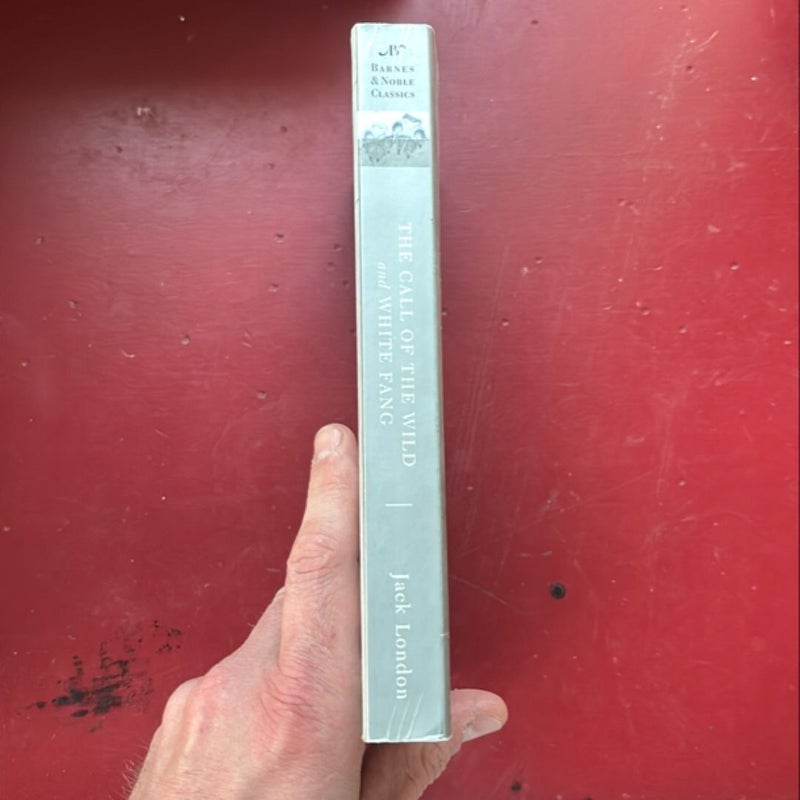 B
BARNES
& NOBLE
CLASSICS
THE CALL OF THE WILD
and WHITE FANG
Jack London